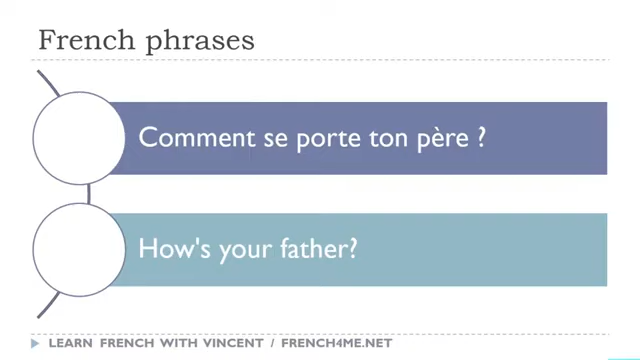 French phrases
Comment se porte ton père ?
How's your father?
LEARN FRENCH WITH VINCENT / FRENCH4ME.NET